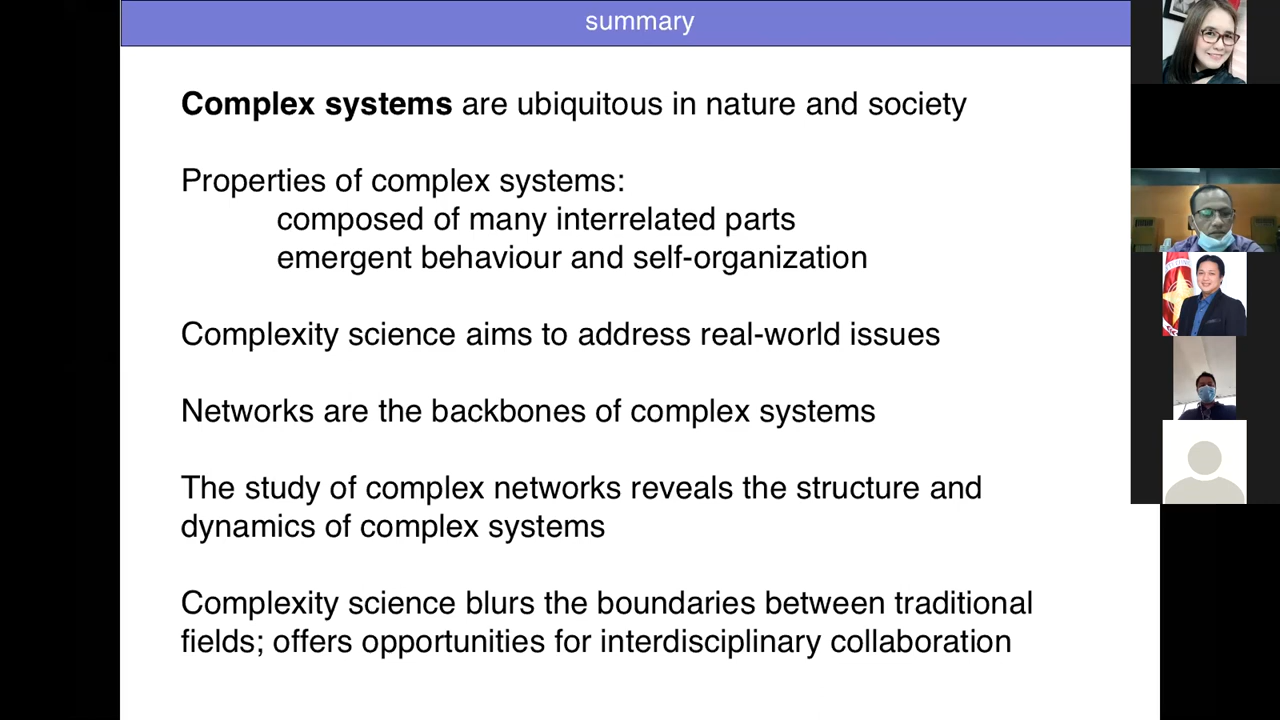 summary
Complex systems are ubiquitous in nature and society
Properties of complex systems:
composed of many interrelated parts
emergent behaviour and self-organization
Complexity science aims to address real-world issues
Networks are the backbones of complex systems
The study of complex networks reveals the structure and
dynamics of complex systems
Complexity science blurs the boundaries between traditional
fields; offers opportunities for interdisciplinary collaboration